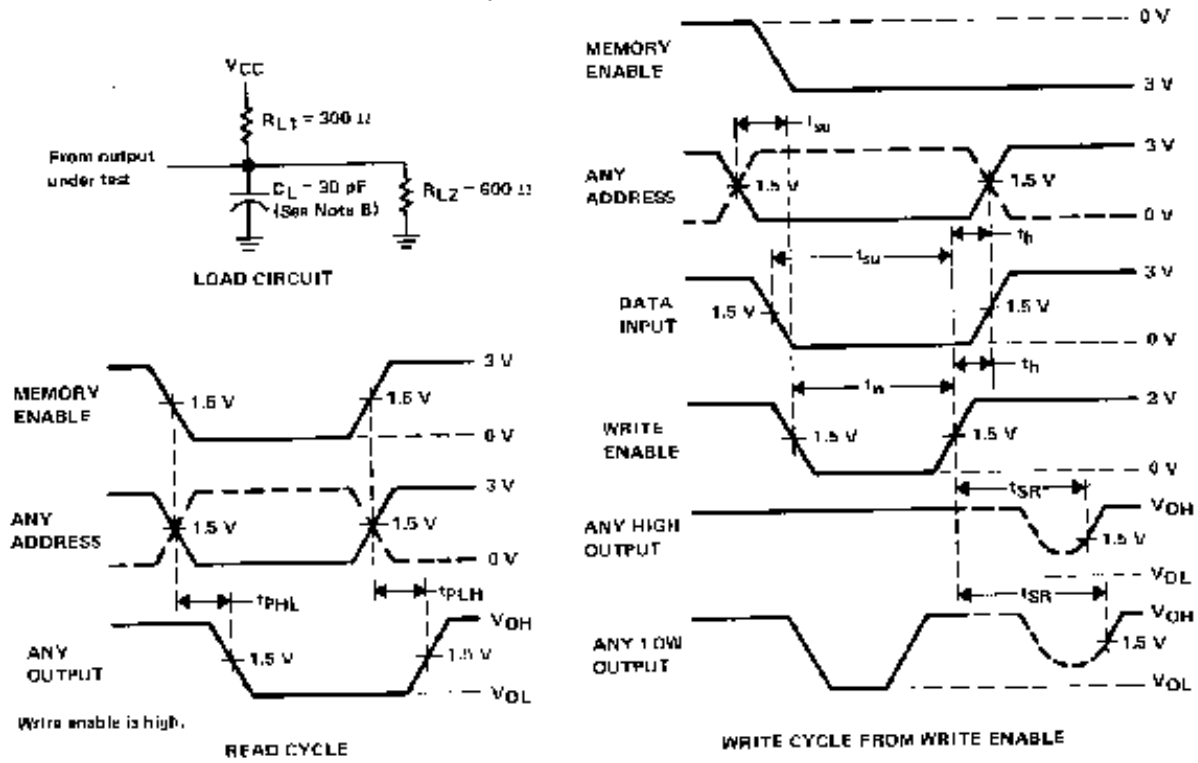 VCC
RL1 = 300 Ω
From output
under test
CL = 30 pF
(See Note B)
RL2 = 600 Ω
LOAD CIRCUIT
MEMORY
ENABLE
3 V
1.5 V
1.5 V
0 V
ANY
ADDRESS
3 V
1.5 V
1.5 V
0 V
tPHL
tPLH
ANY
OUTPUT
VOH
1.5 V
1.5 V
VOL
Write enable is high.
READ CYCLE
MEMORY
ENABLE
0 V
3 V
tsu
ANY
ADDRESS
3 V
1.5 V
1.5 V
0 V
th
tsu
DATA
INPUT
3 V
1.5 V
1.5 V
0 V
th
WRITE
ENABLE
3 V
1.5 V
1.5 V
0 V
tSR
ANY HIGH
OUTPUT
VOH
1.5 V
VOL
tSR
ANY LOW
OUTPUT
VOH
1.5 V
VOL
WRITE CYCLE FROM WRITE ENABLE